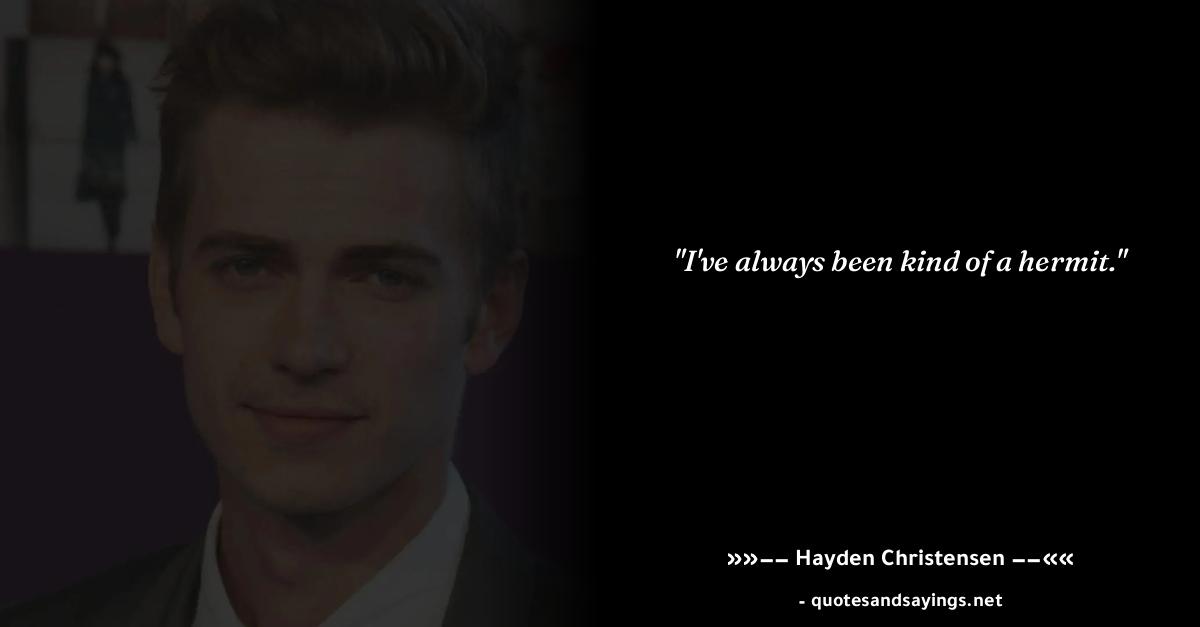 "I've always been kind of a hermit."
»»–– Hayden Christensen ––««
- quotesandsayings.net